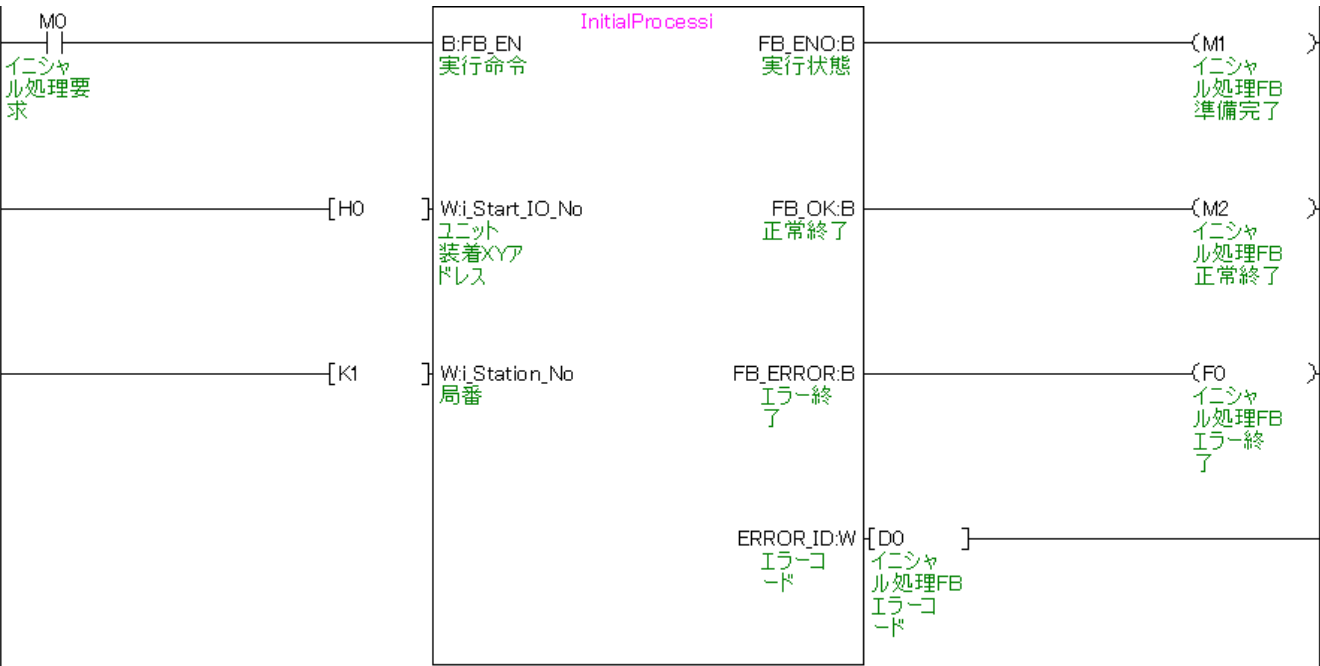 InitialProcessi
M0
イニシャ
ル処理要
求
B:FB_EN
実行命令
FB_ENO:B
実行状態
M1
イニシャ
ル処理FB
準備完了
H0
W:i_Start_IO_No
ユニット
装着XYア
ドレス
FB_OK:B
正常終了
M2
イニシャ
ル処理FB
正常終了
K1
W:i_Station_No
局番
FB_ERROR:B
エラー終
了
F0
イニシャ
ル処理FB
エラー終
了
ERROR_ID:W
エラーコ
ード
D0
イニシャ
ル処理FB
エラーコ
ード